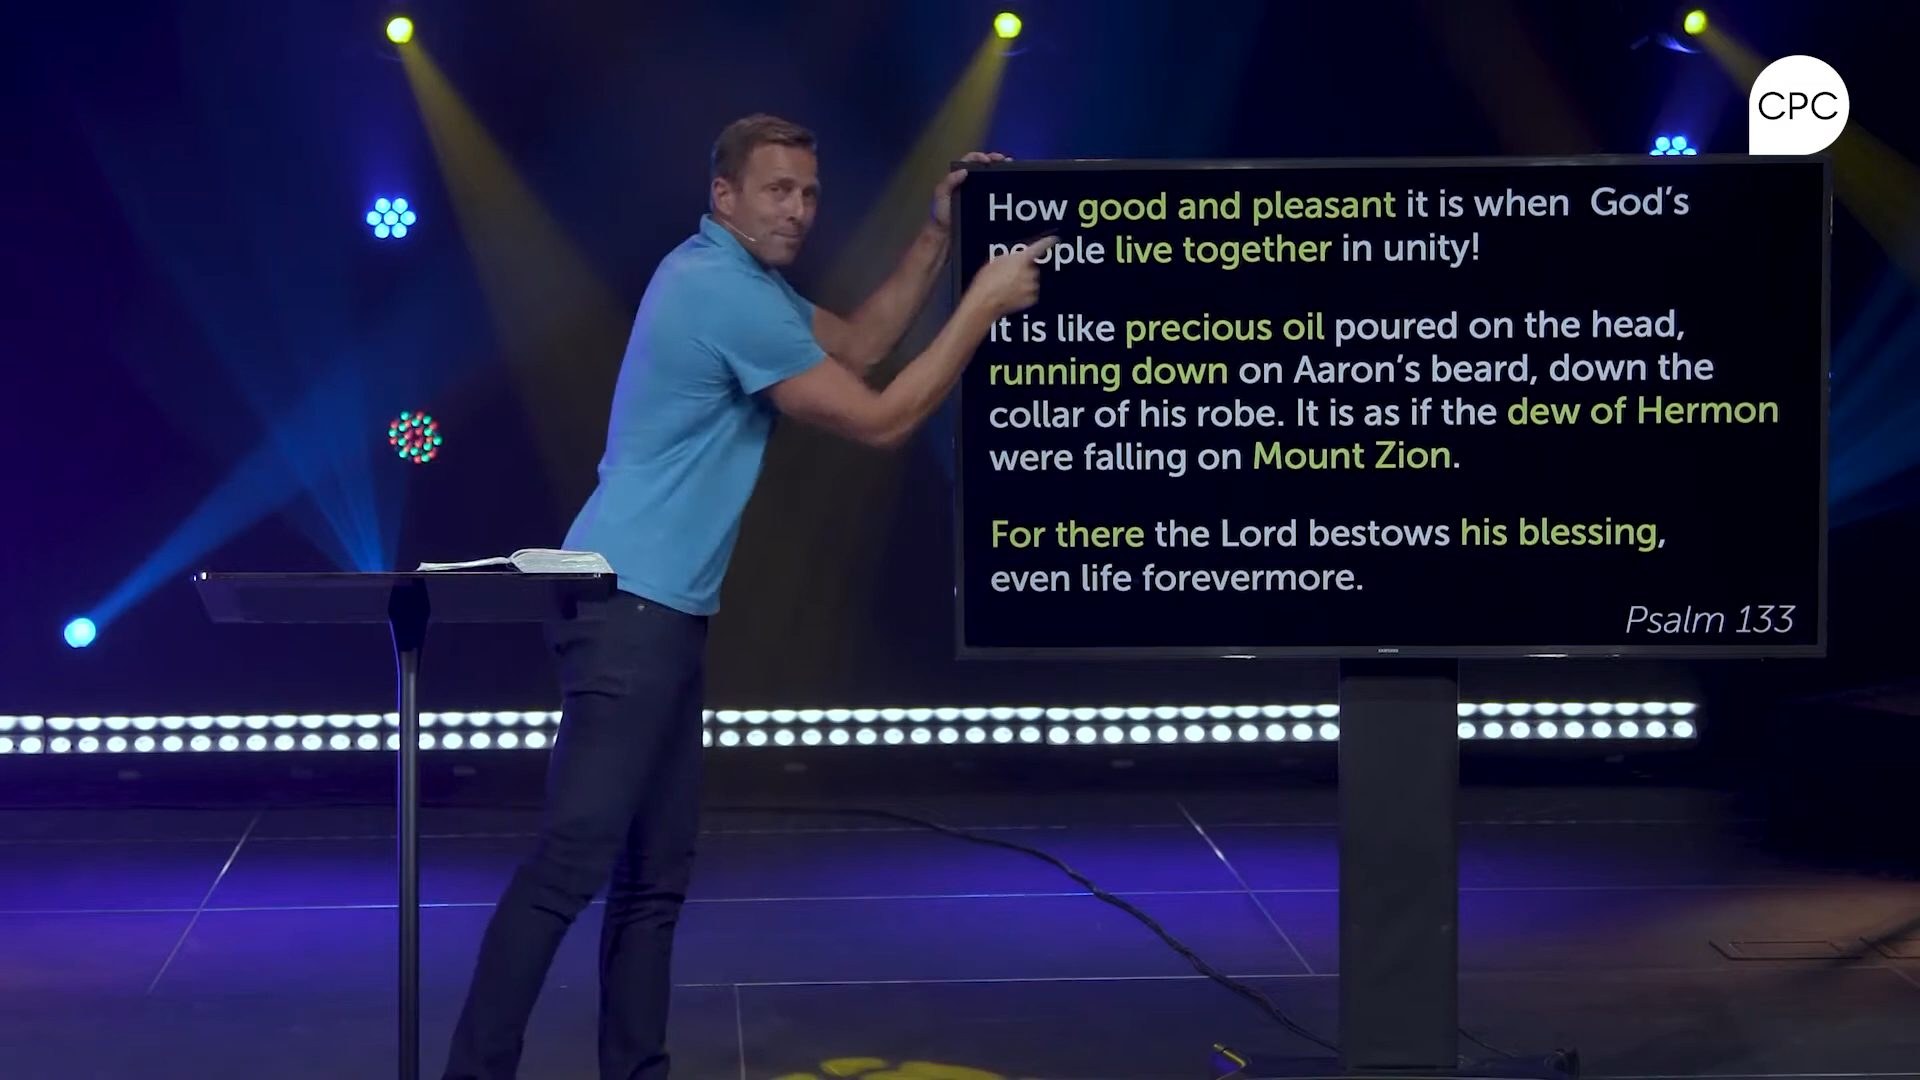 CPC
How good and pleasant it is when God's
people live together in unity!
It is like precious oil poured on the head,
running down on Aaron's beard, down the
collar of his robe. It is as if the dew of Hermon
were falling on Mount Zion.
For there the Lord bestows his blessing,
even life forevermore.
Psalm 133
SAMSUNG